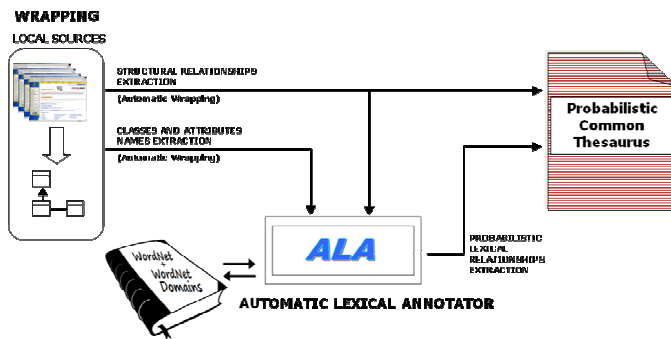 WRAPPING
LOCAL SOURCES
STRUCTURAL RELATIONSHIPS
EXTRACTION
(Automatic Wrapping)
CLASSES AND ATTRIBUTES
NAMES EXTRACTION
(Automatic Wrapping)
Probabilistic
Common
Thesaurus
ALA
WordNet
+
WordNet
Domains
PROBABILISTIC
LEXICAL
RELATIONSHIPS
EXTRACTION
AUTOMATIC LEXICAL ANNOTATOR